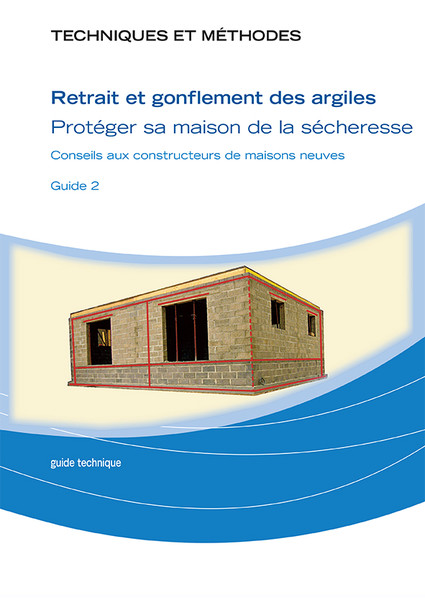 TECHNIQUES ET MÉTHODES
Retrait et gonflement des argiles
Protéger sa maison de la sécheresse
Conseils aux constructeurs de maisons neuves
Guide 2
guide technique